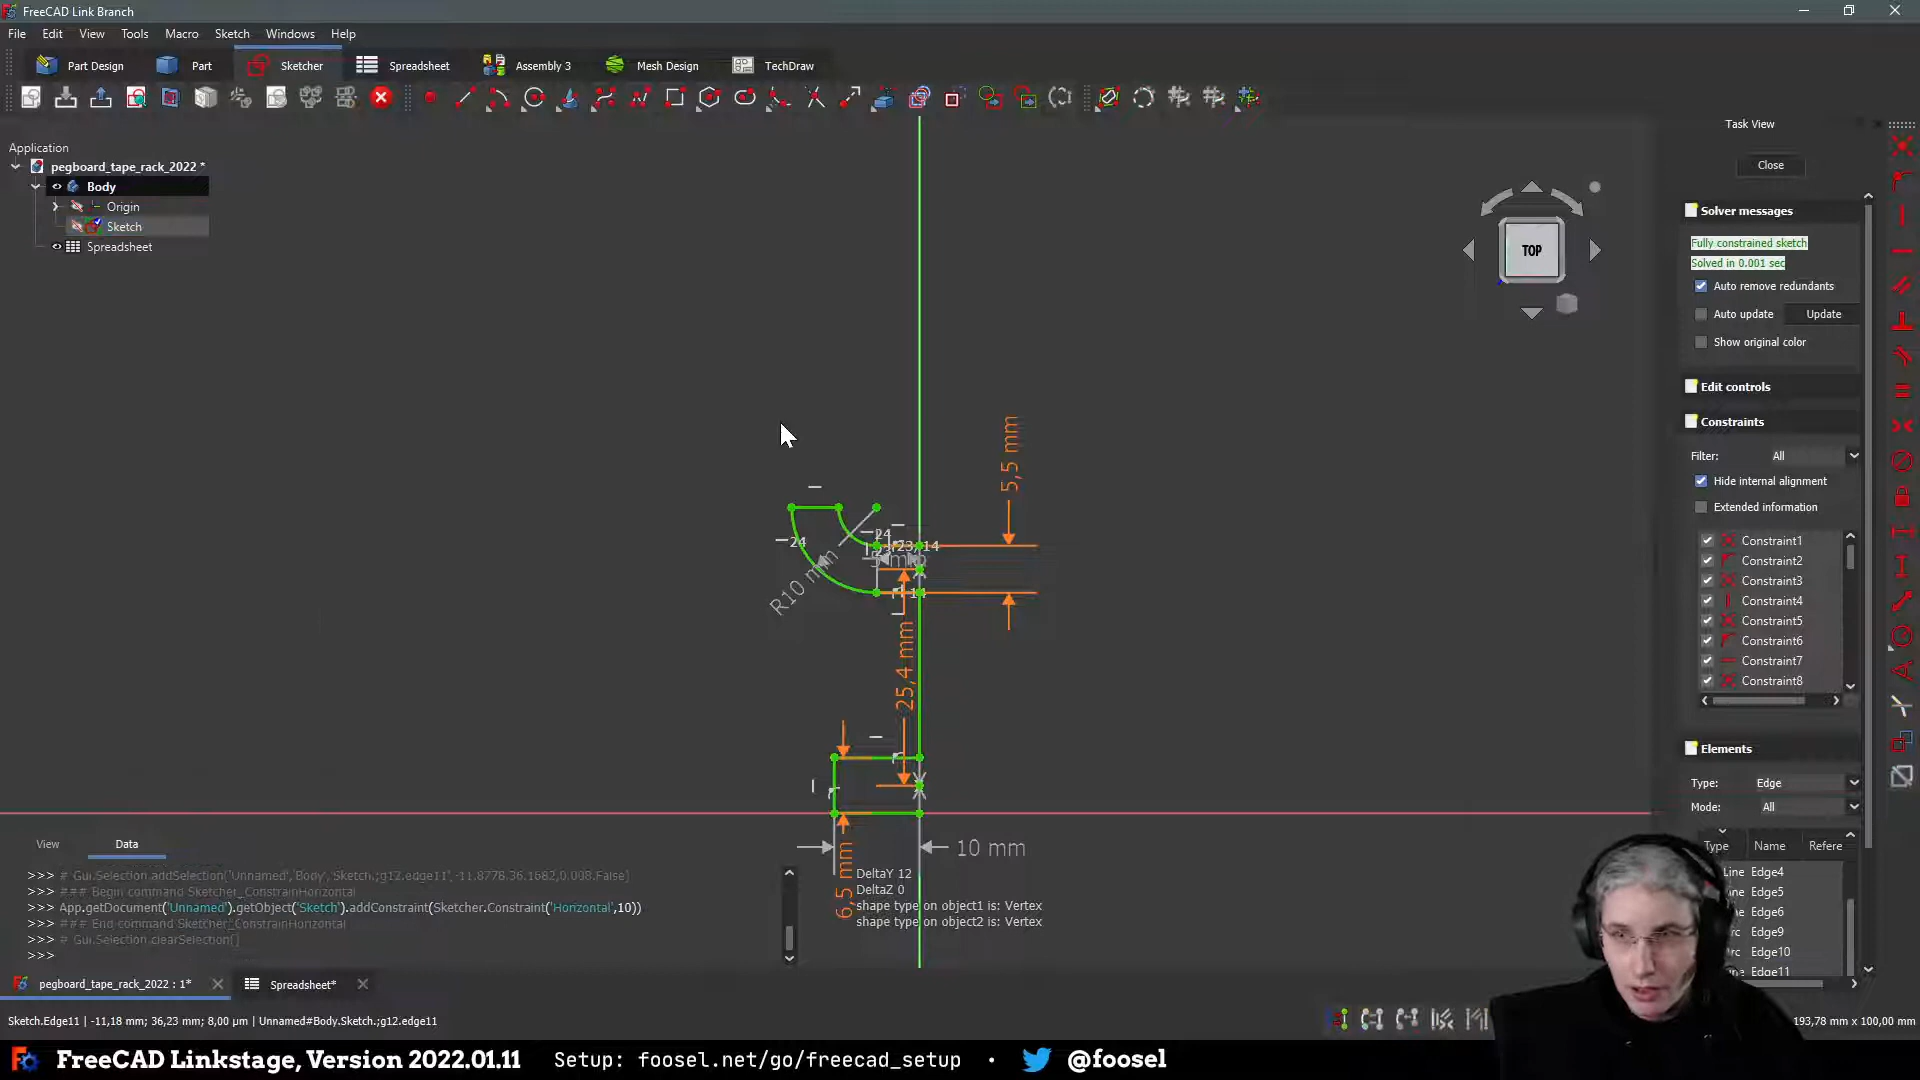 FreeCAD Link Branch
File Edit View Tools Macro Sketch Windows Help
Part Design Part Sketcher Spreadsheet Assembly 3 Mesh Design TechDraw
Application
pegboard_tape_rack_2022 *
Body
Origin
Sketch
Spreadsheet
TOP
5,5 mm
24
24
R10 mm
25,4 mm
10 mm
6,5 mm
DeltaY 12
DeltaZ 0
shape type on object1 is: Vertex
shape type on object2 is: Vertex
Task View
Close
Solver messages
Fully constrained sketch
Solved in 0.001 sec
Auto remove redundants
Auto update Update
Show original color
Edit controls
Constraints
Filter: All
Hide internal alignment
Extended information
Constraint1
Constraint2
Constraint3
Constraint4
Constraint5
Constraint6
Constraint7
Constraint8
Elements
Type: Edge
Mode: All
Type Name Refere
Line Edge4
ne Edge5
ne Edge6
rc Edge9
rc Edge10
ne Edge11
View Data
>>> # Gui.Selection.addSelection('Unnamed','Body','Sketch.;g12.edge11',-11.8778,36.1682,0.008,False)
>>> ### Begin command Sketcher_ConstrainHorizontal
>>> App.getDocument('Unnamed').getObject('Sketch').addConstraint(Sketcher.Constraint('Horizontal',10))
>>> ### End command Sketcher_ConstrainHorizontal
>>> # Gui.Selection.clearSelection()
>>>
pegboard_tape_rack_2022 : 1* Spreadsheet*
Sketch.Edge11 | -11,18 mm; 36,23 mm; 8,00 µm | Unnamed#Body.Sketch.;g12.edge11
193,78 mm x 100,00 mm
FreeCAD Linkstage, Version 2022.01.11 Setup: foosel.net/go/freecad_setup · @foosel